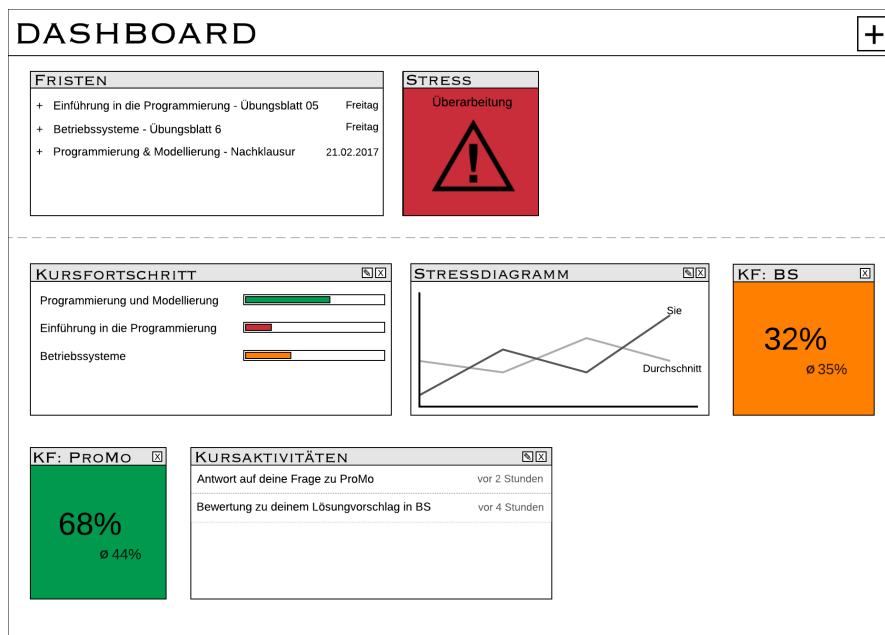 DASHBOARD +
FRISTEN
+ Einführung in die Programmierung - Übungsblatt 05 Freitag
+ Betriebssysteme - Übungsblatt 6 Freitag
+ Programmierung & Modellierung - Nachklausur 21.02.2017
STRESS
Überarbeitung
!
KURSFORTSCHRITT ✎ X
Programmierung und Modellierung
Einführung in die Programmierung
Betriebssysteme
STRESSDIAGRAMM ✎ X
Sie
Durchschnitt
KF: BS X
32%
ø 35%
KF: PROMO X
68%
ø 44%
KURSAKTIVITÄTEN ✎ X
Antwort auf deine Frage zu ProMo vor 2 Stunden
Bewertung zu deinem Lösungvorschlag in BS vor 4 Stunden